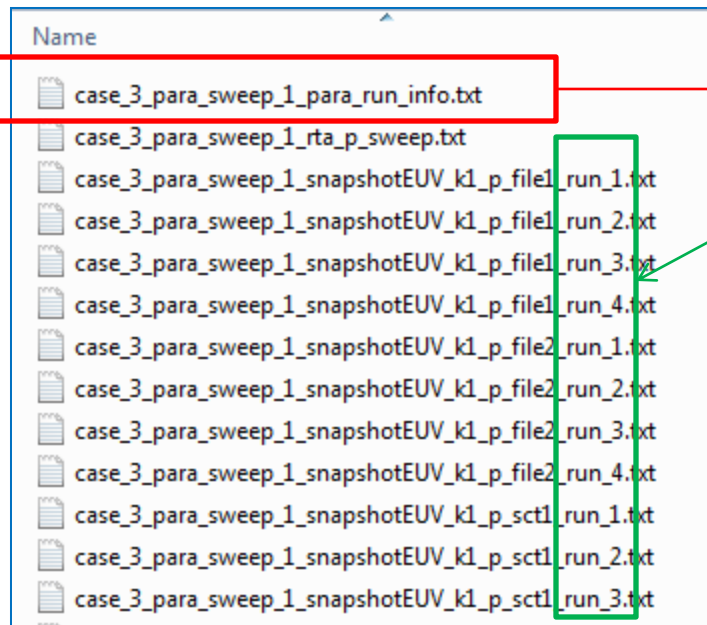 Name
case_3_para_sweep_1_para_run_info.txt
case_3_para_sweep_1_rta_p_sweep.txt
case_3_para_sweep_1_snapshotEUV_k1_p_file1_run_1.txt
case_3_para_sweep_1_snapshotEUV_k1_p_file1_run_2.txt
case_3_para_sweep_1_snapshotEUV_k1_p_file1_run_3.txt
case_3_para_sweep_1_snapshotEUV_k1_p_file1_run_4.txt
case_3_para_sweep_1_snapshotEUV_k1_p_file2_run_1.txt
case_3_para_sweep_1_snapshotEUV_k1_p_file2_run_2.txt
case_3_para_sweep_1_snapshotEUV_k1_p_file2_run_3.txt
case_3_para_sweep_1_snapshotEUV_k1_p_file2_run_4.txt
case_3_para_sweep_1_snapshotEUV_k1_p_sct1_run_1.txt
case_3_para_sweep_1_snapshotEUV_k1_p_sct1_run_2.txt
case_3_para_sweep_1_snapshotEUV_k1_p_sct1_run_3.txt